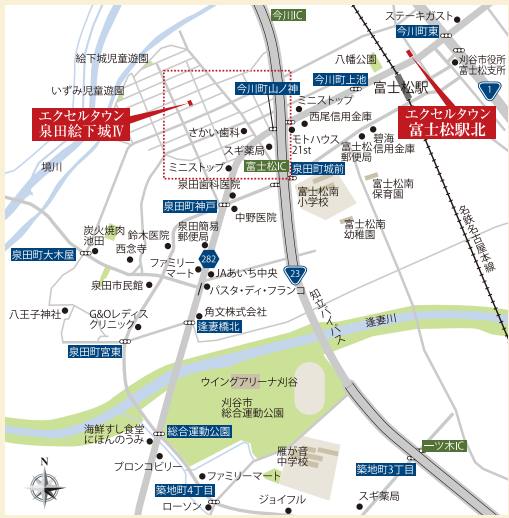 今川IC
ステーキガスト
今川町東
刈谷市役所
富士松支所
絵下城児童遊園
八幡公園
いずみ児童遊園
今川町山ノ神
今川町上池
富士松駅
1
エクセルタウン
泉田絵下城Ⅳ
ミニストップ
西尾信用金庫
エクセルタウン
富士松駅北
さかい歯科
モトハウス
21st
富士松
郵便局
碧海
信用金庫
スギ薬局
境川
ミニストップ
富士松IC
泉田町城前
泉田歯科医院
富士松南
小学校
富士松南
保育園
泉田町神戸
中野医院
富士松南
幼稚園
名鉄名古屋本線
炭火焼肉
池田
鈴木医院
泉田簡易
郵便局
泉田町大木屋
西念寺
282
ファミリー
マート
JAあいち中央
23
泉田市民館
パスタ・ディ・フランコ
知立バイパス
八王子神社
G&Oレディス
クリニック
角文株式会社
逢妻橋北
逢妻川
泉田町宮東
ウイングアリーナ刈谷
刈谷市
総合運動公園
海鮮すし食堂
にほんのうみ
総合運動公園
一ツ木IC
雁が音
中学校
ブロンコビリー
築地町3丁目
ファミリーマート
N
築地町4丁目
ローソン
ジョイフル
スギ薬局